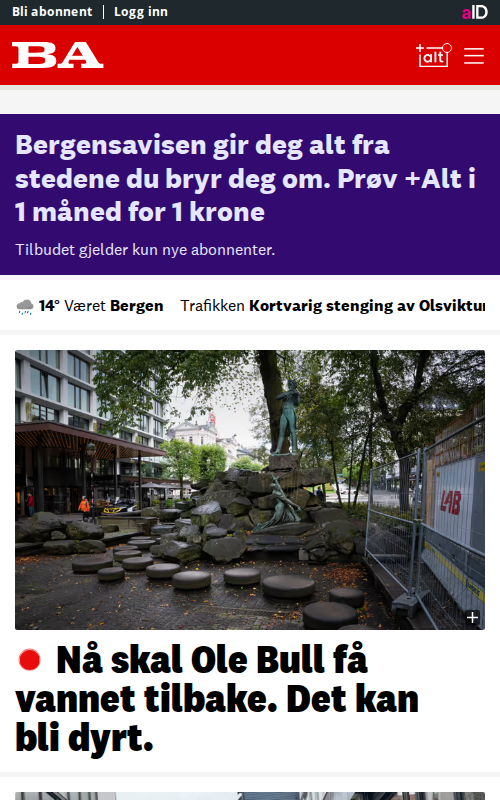 Bli abonnent | Logg inn
aID
BA
+alt
Bergensavisen gir deg alt fra
stedene du bryr deg om. Prøv +Alt i
1 måned for 1 krone
Tilbudet gjelder kun nye abonnenter.
14° Været Bergen Trafikken Kortvarig stenging av Olsviktun
LAB
+
Nå skal Ole Bull få
vannet tilbake. Det kan
bli dyrt.